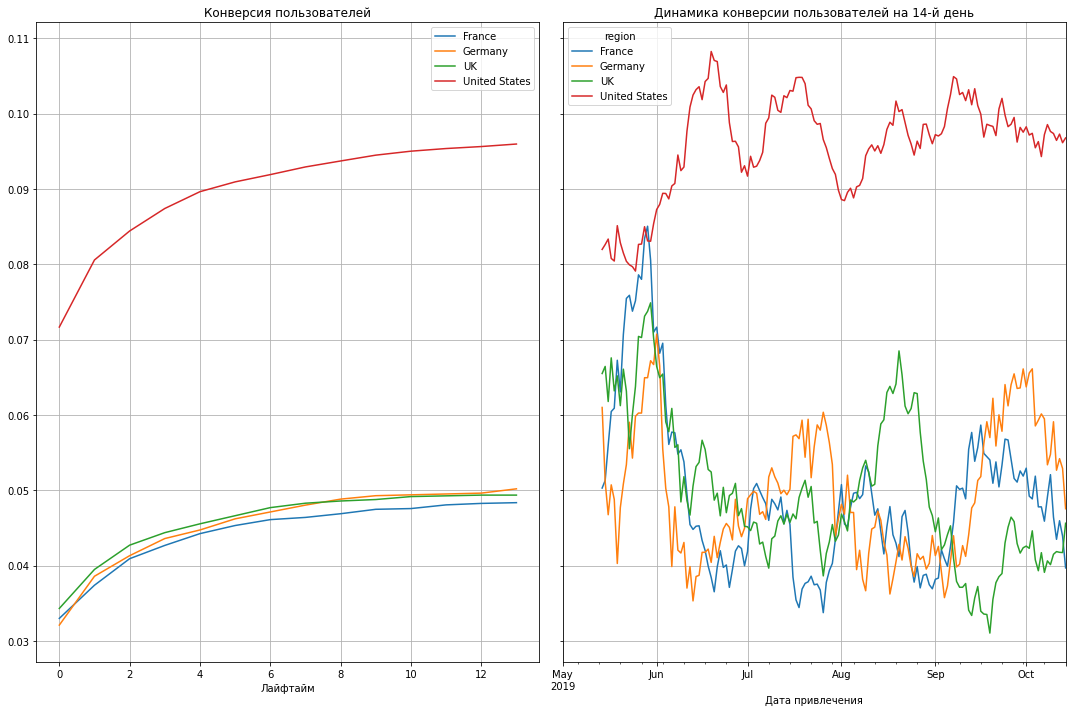 Конверсия пользователей
France
Germany
UK
United States
0.11
0.10
0.09
0.08
0.07
0.06
0.05
0.04
0.03
0 2 4 6 8 10 12
Лайфтайм
Динамика конверсии пользователей на 14-й день
region
France
Germany
UK
United States
May Jun Jul Aug Sep Oct
2019
Дата привлечения